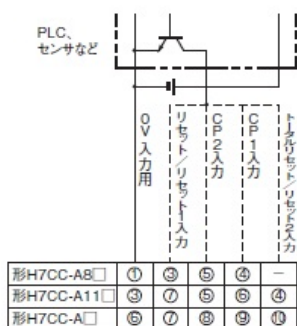 PLC、
センサなど
0V入力用
リセット/リセット1入力
CP2入力
CP1入力
トータルリセット/リセット2入力
形H7CC-A8□ ① ③ ⑤ ④ −
形H7CC-A11□ ③ ⑦ ⑤ ⑥ ④
形H7CC-A□ ⑥ ⑦ ⑧ ⑨ ⑩